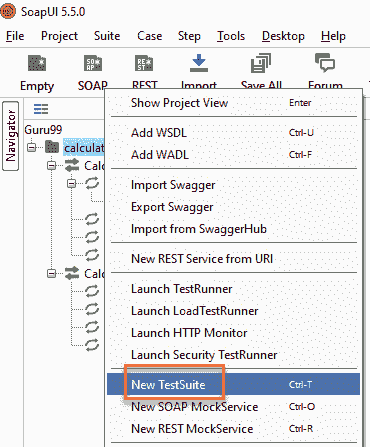 SoapUI 5.5.0
File Project Suite Case Step Tools Desktop Help
Empty SOAP REST Import Save All Forum
Navigator
Guru99
calculat
Calc
Calc
Show Project View Enter
Add WSDL Ctrl-U
Add WADL Ctrl-F
Import Swagger
Export Swagger
Import from SwaggerHub
New REST Service from URI
Launch TestRunner
Launch LoadTestRunner
Launch HTTP Monitor
Launch Security TestRunner
New TestSuite Ctrl-T
New SOAP MockService Ctrl-O
New REST MockService Ctrl-R